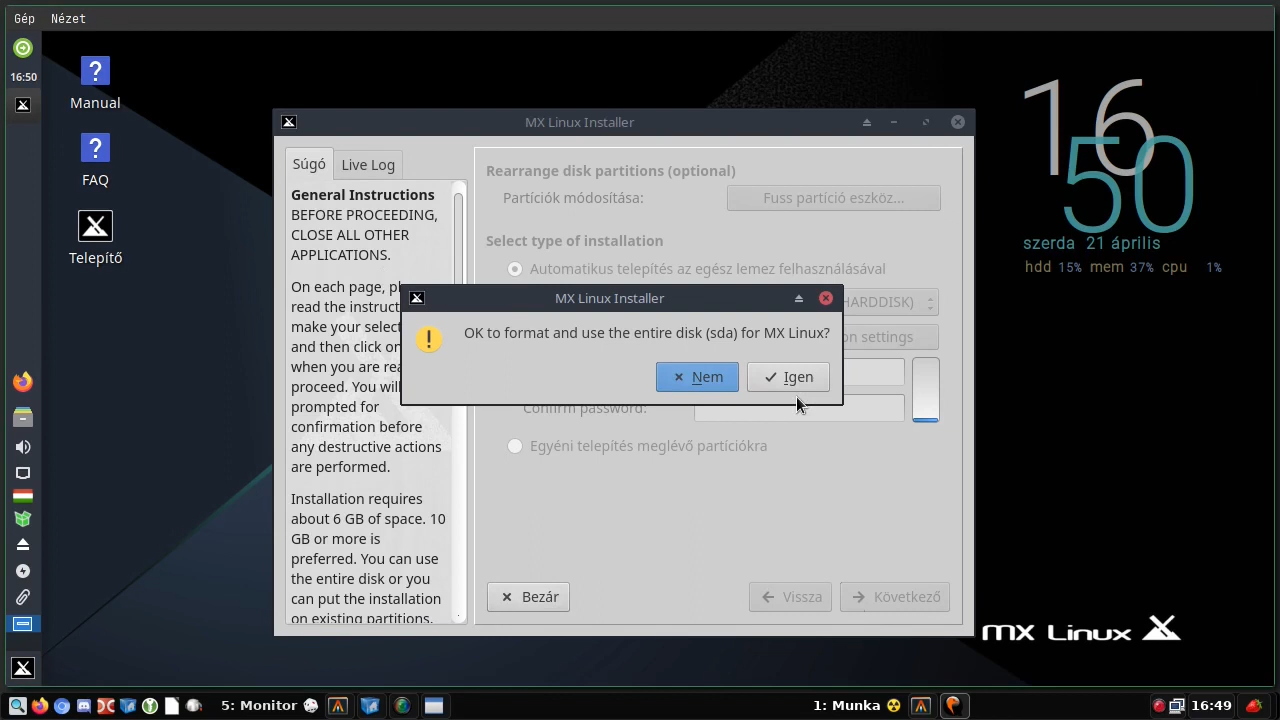 Gép Nézet
16:50
Manual
FAQ
Telepítő
16
50
szerda 21 április
hdd 15% mem 37% cpu 1%
MX Linux Installer
Súgó
Live Log
General Instructions
BEFORE PROCEEDING,
CLOSE ALL OTHER
APPLICATIONS.
On each page, pl
read the instruct
make your select
and then click on
when you are rea
proceed. You will
prompted for
confirmation before
any destructive actions
are performed.
Installation requires
about 6 GB of space. 10
GB or more is
preferred. You can use
the entire disk or you
can put the installation
on existing partitions.
Rearrange disk partitions (optional)
Partíciók módosítása:
Fuss partíció eszköz...
Select type of installation
Automatikus telepítés az egész lemez felhasználásával
HARDDISK)
on settings
Confirm password:
Egyéni telepítés meglévő partíciókra
MX Linux Installer
OK to format and use the entire disk (sda) for MX Linux?
Nem
Igen
Bezár
Vissza
Következő
MX Linux
5: Monitor
1: Munka
16:49